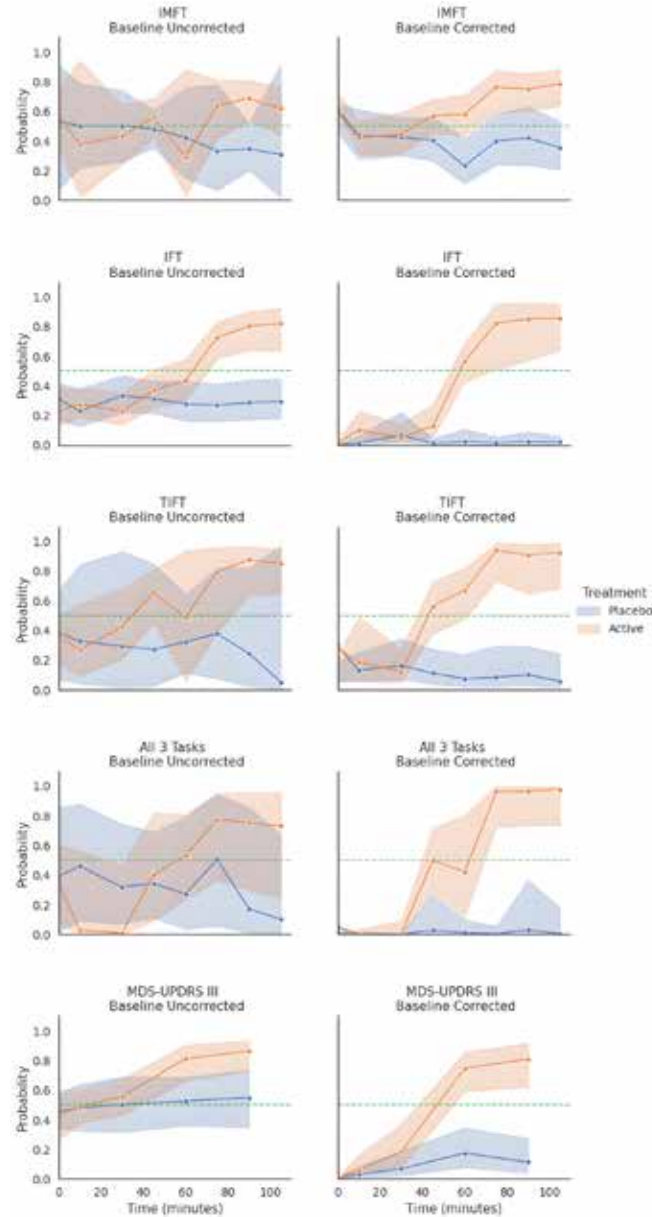 IMFT
Baseline Uncorrected
IMFT
Baseline Corrected
Probability
1.0
0.8
0.6
0.4
0.2
0.0
IFT
Baseline Uncorrected
IFT
Baseline Corrected
Probability
1.0
0.8
0.6
0.4
0.2
0.0
TIFT
Baseline Uncorrected
TIFT
Baseline Corrected
Probability
1.0
0.8
0.6
0.4
0.2
0.0
Treatment
Placebo
Active
All 3 Tasks
Baseline Uncorrected
All 3 Tasks
Baseline Corrected
Probability
1.0
0.8
0.6
0.4
0.2
0.0
MDS-UPDRS III
Baseline Uncorrected
MDS-UPDRS III
Baseline Corrected
Probability
1.0
0.8
0.6
0.4
0.2
0.0
0 20 40 60 80 100
Time (minutes)
0 20 40 60 80 100
Time (minutes)